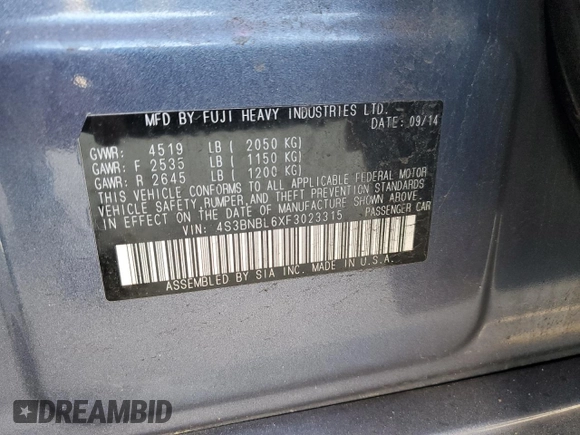 MFD BY FUJI HEAVY INDUSTRIES LTD.
DATE: 09/14
GVWR: 4519 LB ( 2050 KG)
GAWR: F 2535 LB ( 1150 KG)
GAWR: R 2645 LB ( 1200 KG)
THIS VEHICLE CONFORMS TO ALL APPLICABLE FEDERAL MOTOR
VEHICLE SAFETY, BUMPER, AND THEFT PREVENTION STANDARDS
IN EFFECT ON THE DATE OF MANUFACTURE SHOWN ABOVE.
VIN: 4S3BNBL6XF3023315 PASSENGER CAR
ASSEMBLED BY SIA INC. MADE IN U.S.A.
DREAMBID